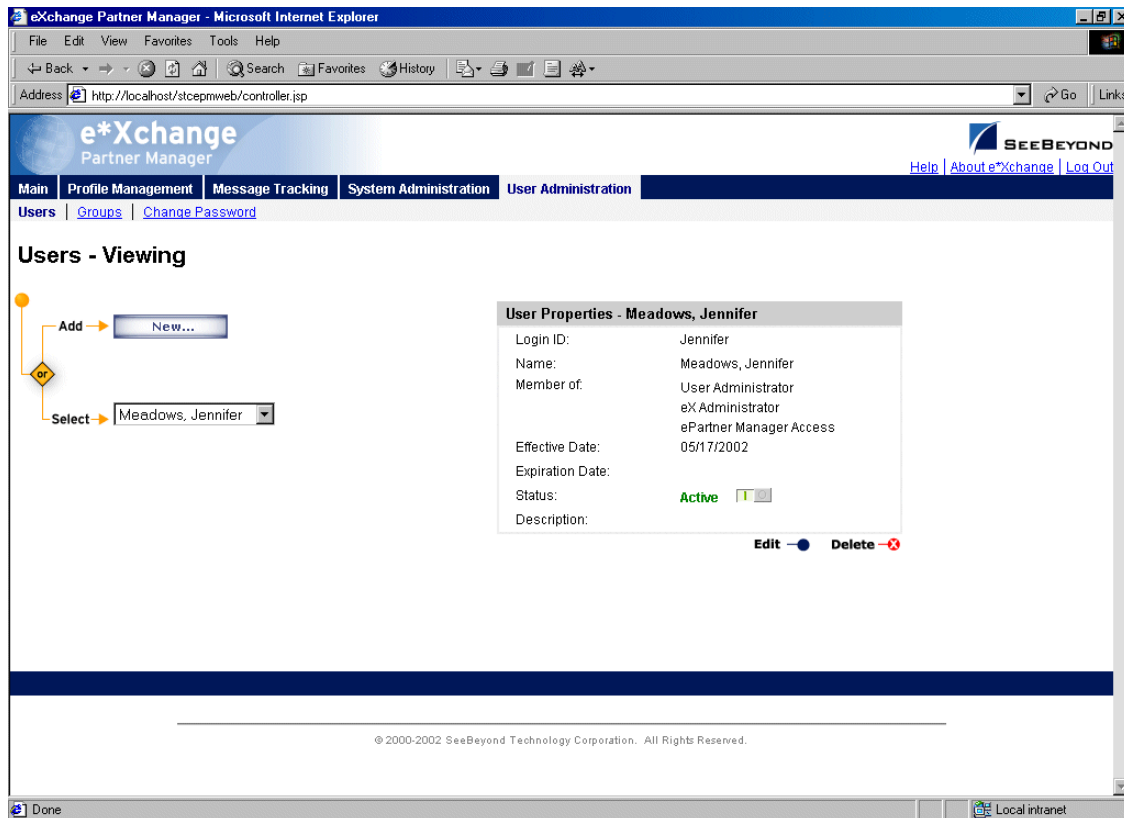 eXchange Partner Manager - Microsoft Internet Explorer
File Edit View Favorites Tools Help
Back Search Favorites History
Address http://localhost/stcepmweb/controller.jsp Go Links
e*Xchange
Partner Manager
SEEBEYOND
Help | About e*Xchange | Log Out
Main Profile Management Message Tracking System Administration User Administration
Users | Groups | Change Password
Users - Viewing
Add New...
or
Select Meadows, Jennifer
User Properties - Meadows, Jennifer
Login ID: Jennifer
Name: Meadows, Jennifer
Member of: User Administrator
eX Administrator
ePartner Manager Access
Effective Date: 05/17/2002
Expiration Date:
Status: Active
Description:
Edit Delete
© 2000-2002 SeeBeyond Technology Corporation. All Rights Reserved.
Done Local intranet